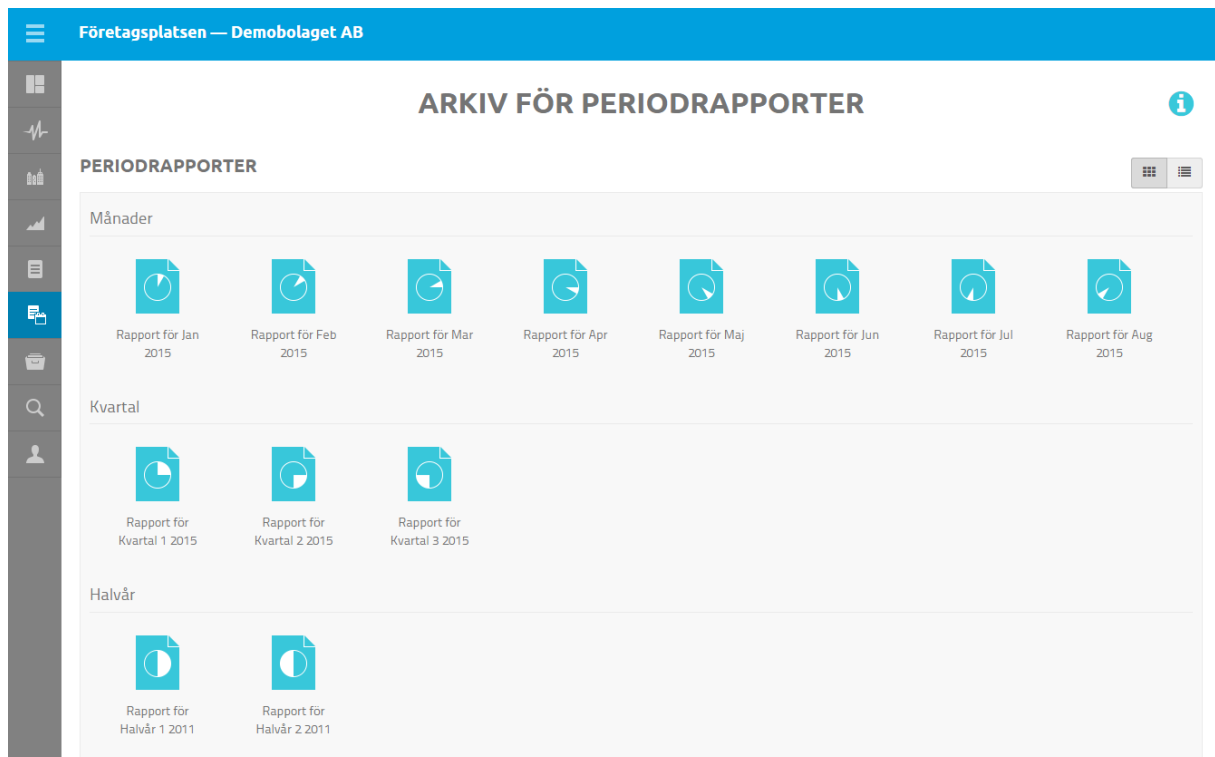 Företagsplatsen — Demobolaget AB
ARKIV FÖR PERIODRAPPORTER
PERIODRAPPORTER
Månader
Rapport för Jan
2015
Rapport för Feb
2015
Rapport för Mar
2015
Rapport för Apr
2015
Rapport för Maj
2015
Rapport för Jun
2015
Rapport för Jul
2015
Rapport för Aug
2015
Kvartal
Rapport för
Kvartal 1 2015
Rapport för
Kvartal 2 2015
Rapport för
Kvartal 3 2015
Halvår
Rapport för
Halvår 1 2011
Rapport för
Halvår 2 2011